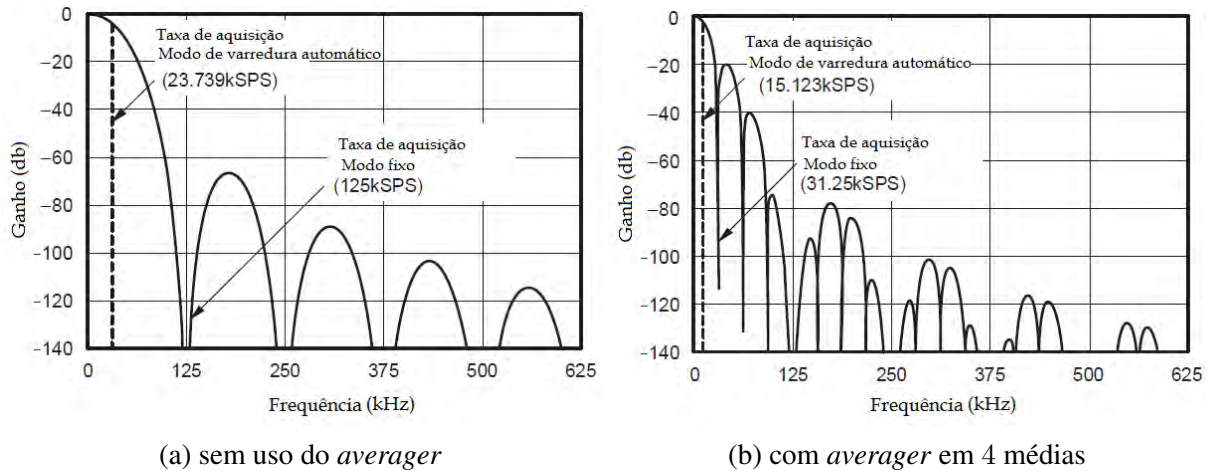 0
−20
−40
−60
−80
−100
−120
−140
Ganho (db)
Taxa de aquisição
Modo de varredura automático
(23.739kSPS)
Taxa de aquisição
Modo fixo
(125kSPS)
0 125 250 375 500 625
Frequência (kHz)
(a) sem uso do averager
0
−20
−40
−60
−80
−100
−120
−140
Ganho (db)
Taxa de aquisição
Modo de varredura automático
(15.123kSPS)
Taxa de aquisição
Modo fixo
(31.25kSPS)
0 125 250 375 500 625
Frequência (kHz)
(b) com averager em 4 médias